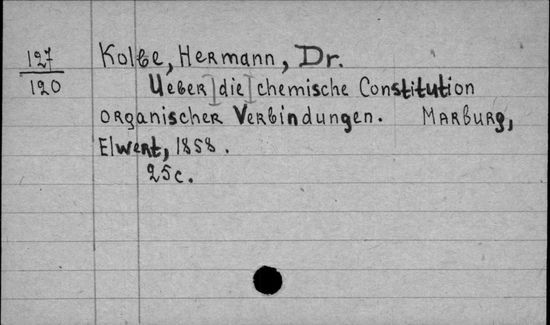 127
120
Kolbe, Hermann, Dr.
Ueber [die] chemische Constitution
organischer Verbindungen. Marburg,
Elwert, 1858.
25c.